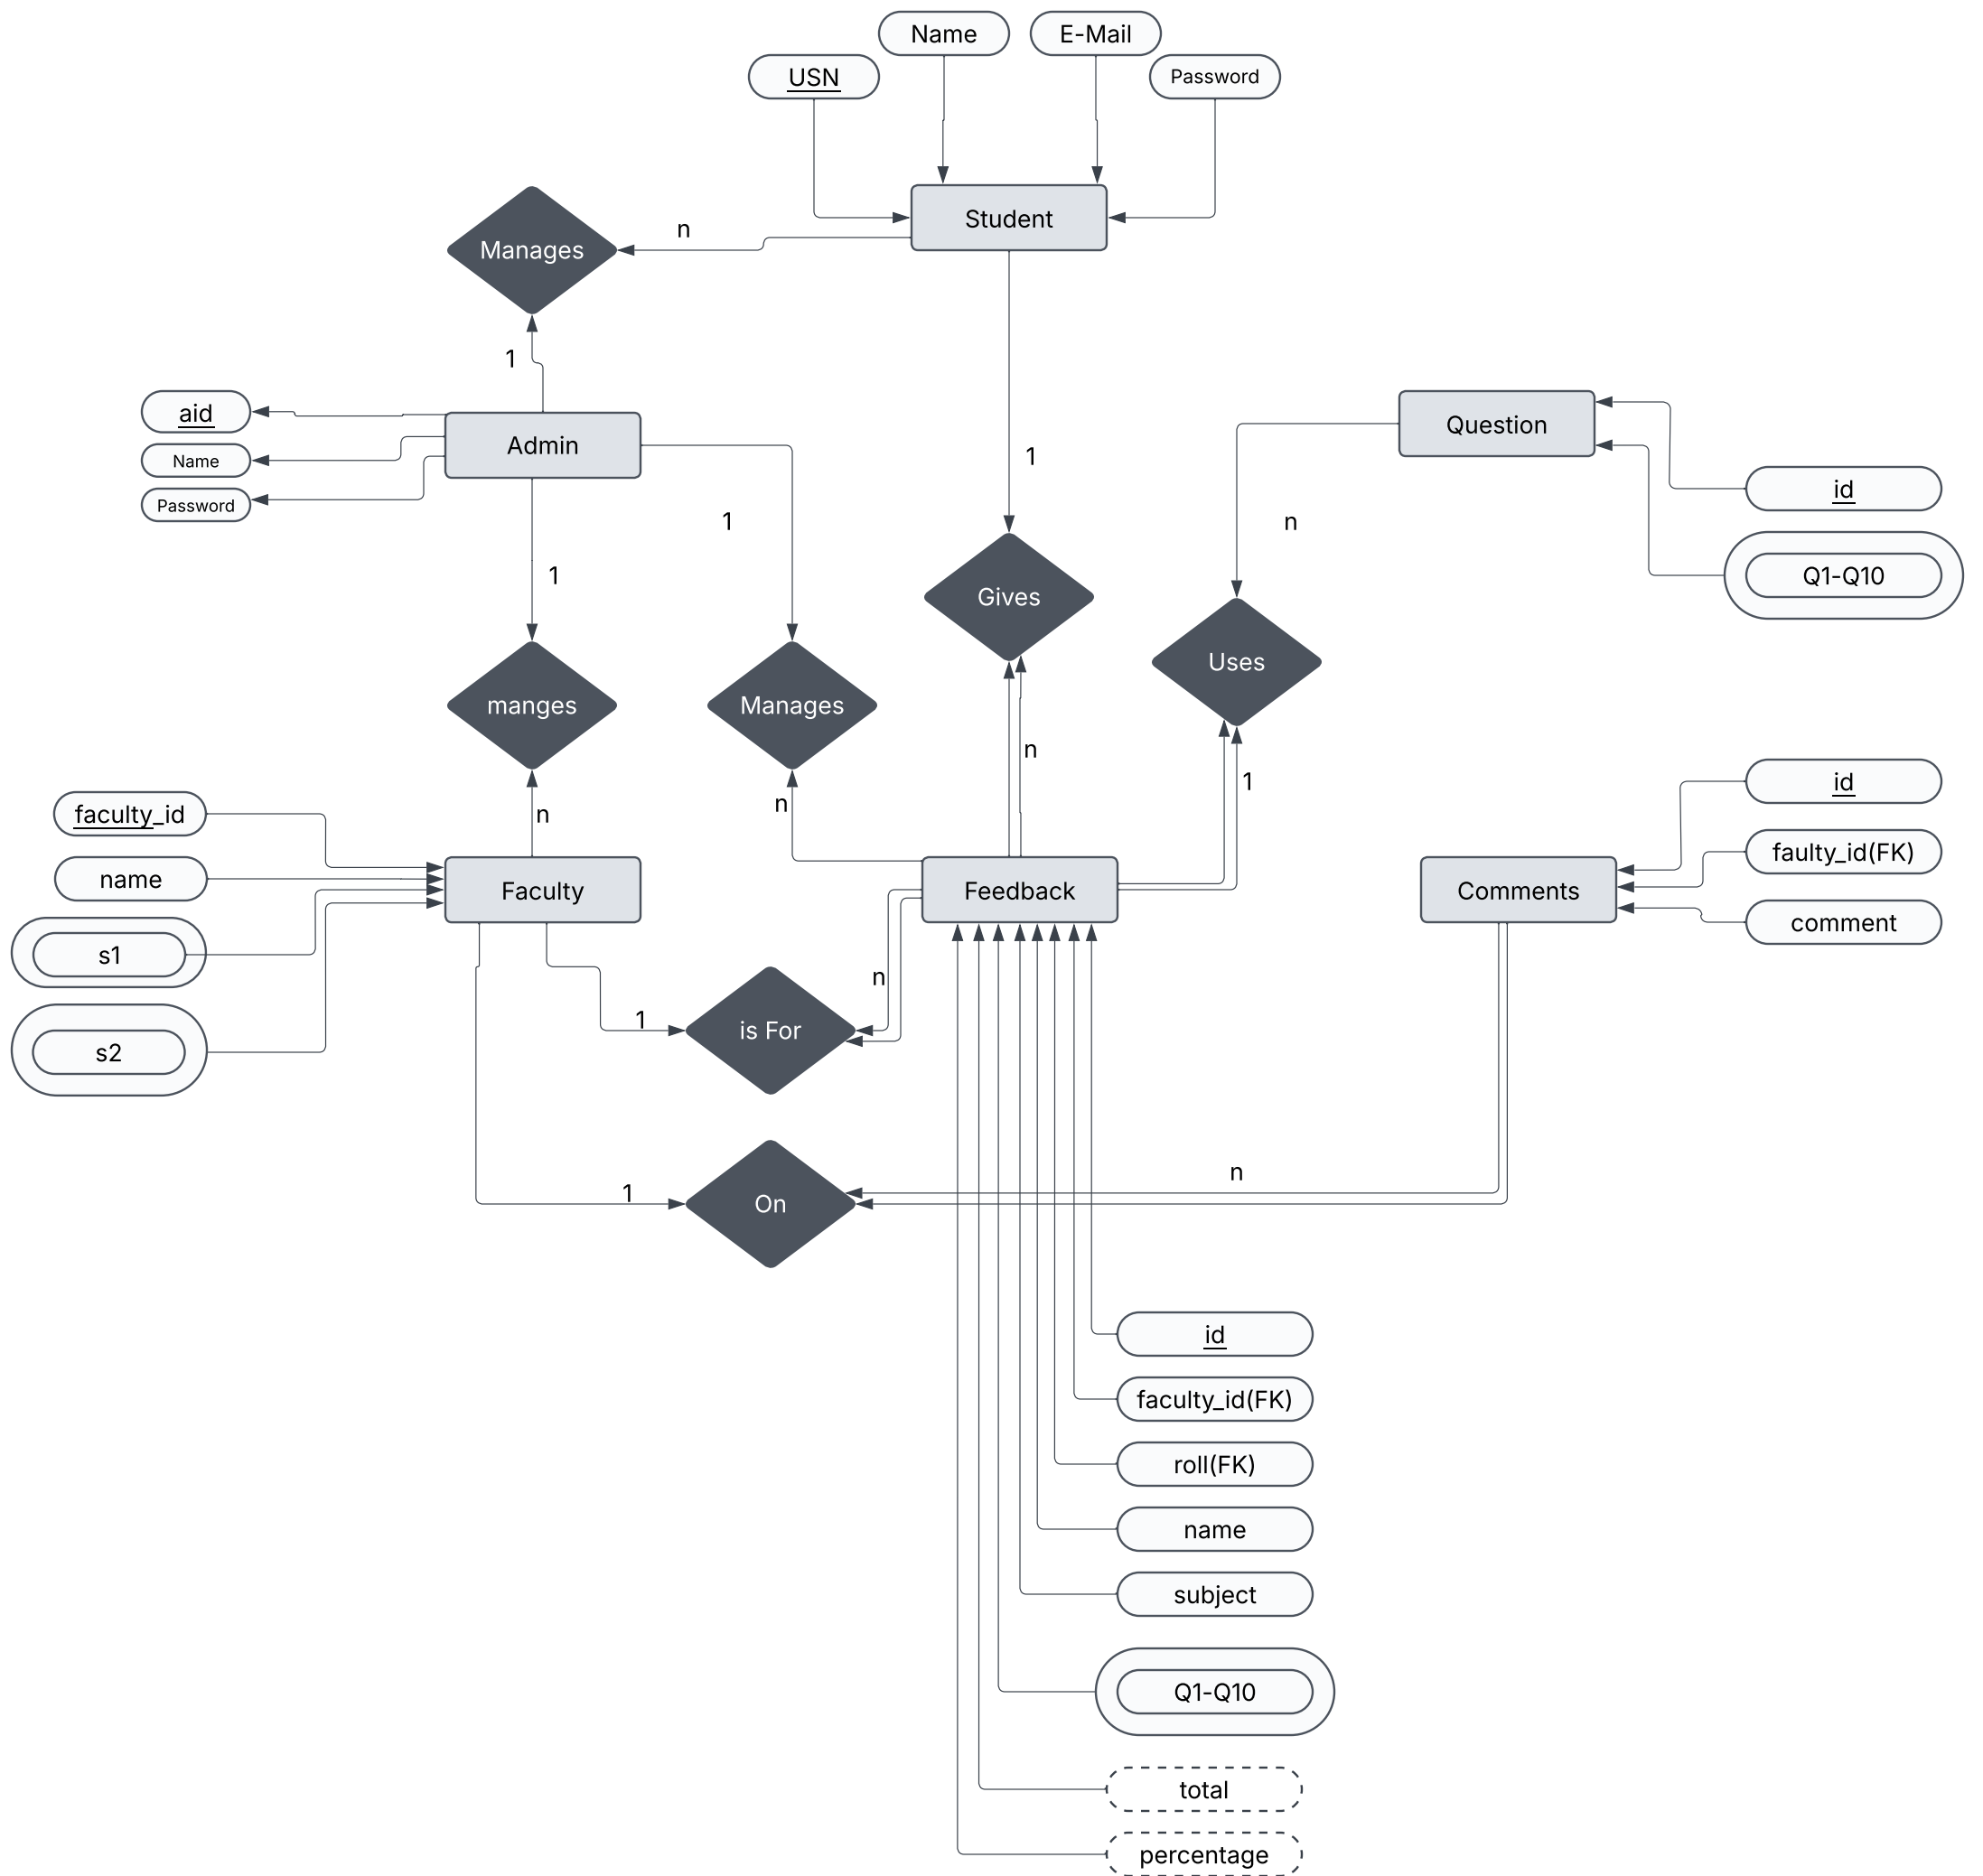 Name
E-Mail
USN
Password
Student
n
Manages
1
aid
Name
Password
Admin
Question
1
id
1
n
Q1-Q10
1
Gives
Uses
manges
Manages
n
1
n
n
id
faculty_id
faulty_id(FK)
name
Faculty
Feedback
Comments
comment
s1
n
1
is For
s2
n
1
On
id
faculty_id(FK)
roll(FK)
name
subject
Q1-Q10
total
percentage